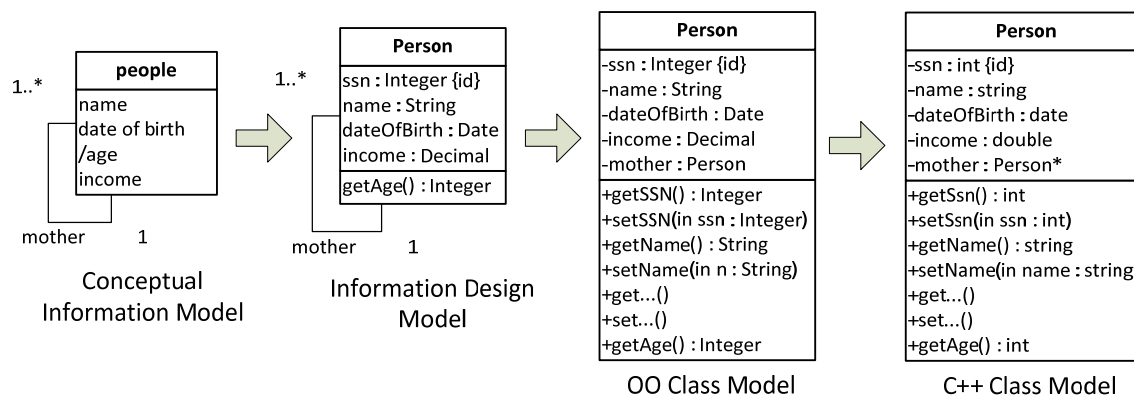 people
1..*
name
date of birth
/age
income
mother
1
Conceptual
Information Model
Person
1..*
ssn : Integer {id}
name : String
dateOfBirth : Date
income : Decimal
getAge() : Integer
mother
1
Information Design
Model
Person
-ssn : Integer {id}
-name : String
-dateOfBirth : Date
-income : Decimal
-mother : Person
+getSSN() : Integer
+setSSN(in ssn : Integer)
+getName() : String
+setName(in n : String)
+get...()
+set...()
+getAge() : Integer
OO Class Model
Person
-ssn : int {id}
-name : string
-dateOfBirth : date
-income : double
-mother : Person*
+getSsn() : int
+setSsn(in ssn : int)
+getName() : string
+setName(in name : string
+get...()
+set...()
+getAge() : int
C++ Class Model